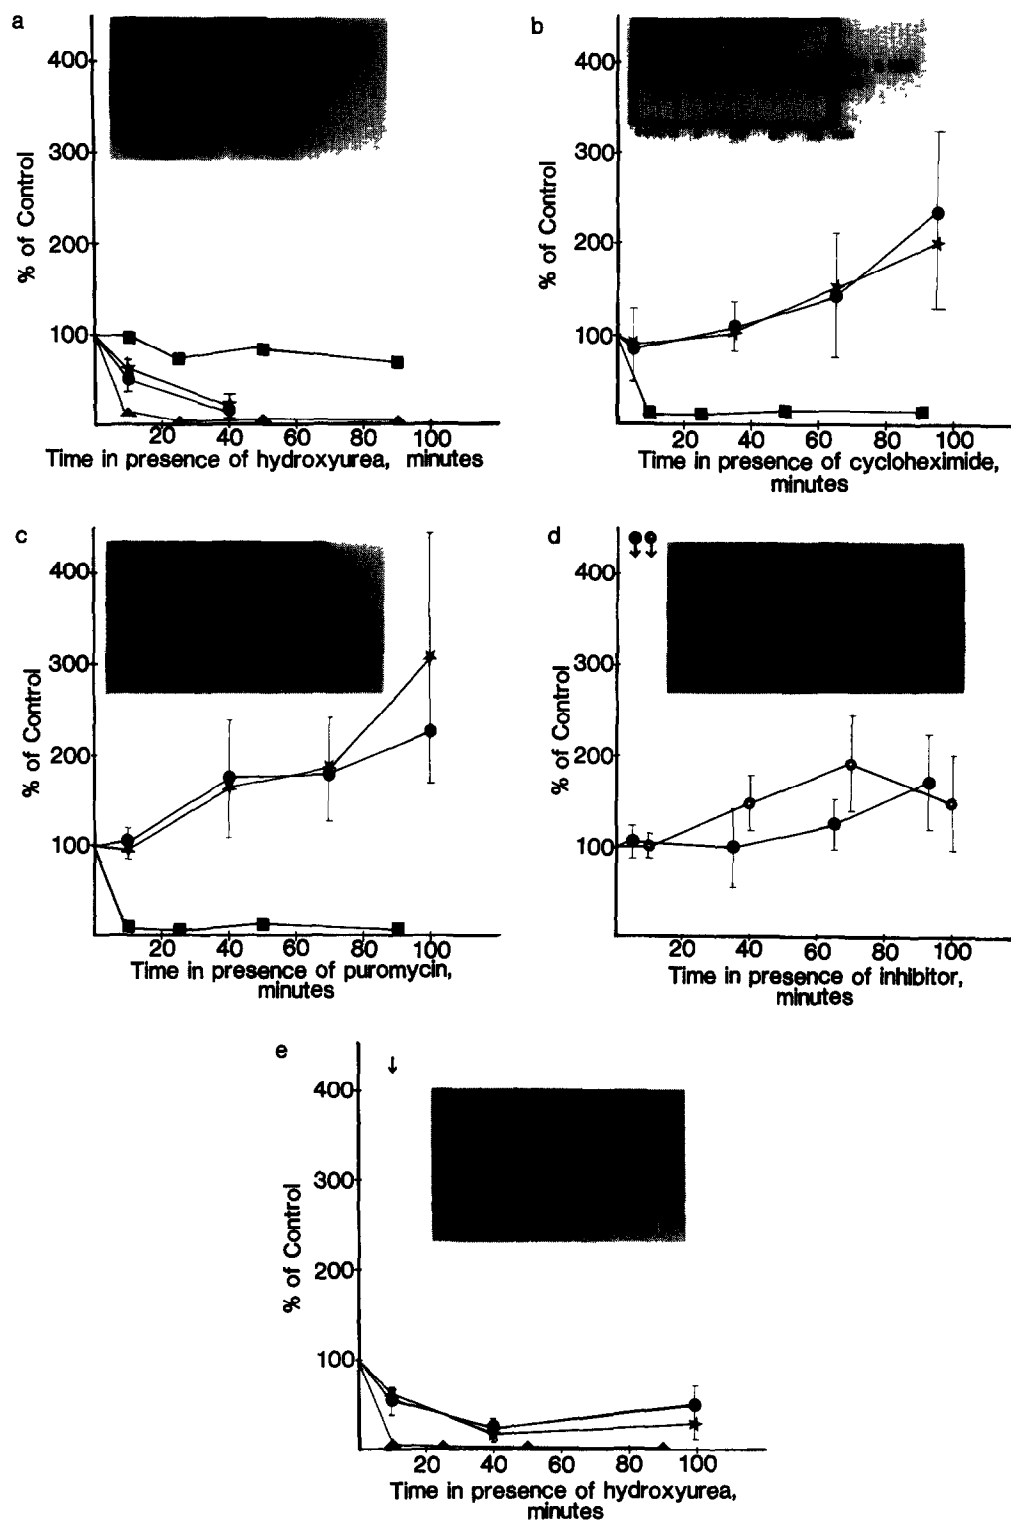 a
400
300
200
100
% of Control
20 40 60 80 100
Time in presence of hydroxyurea, minutes
b
400
300
200
100
% of Control
20 40 60 80 100
Time in presence of cycloheximide,
minutes
c
400
300
200
100
% of Control
20 40 60 80 100
Time in presence of puromycin,
minutes
d
400
300
200
100
% of Control
20 40 60 80 100
Time in presence of inhibitor,
minutes
e
400
300
200
100
% of Control
20 40 60 80 100
Time in presence of hydroxyurea,
minutes